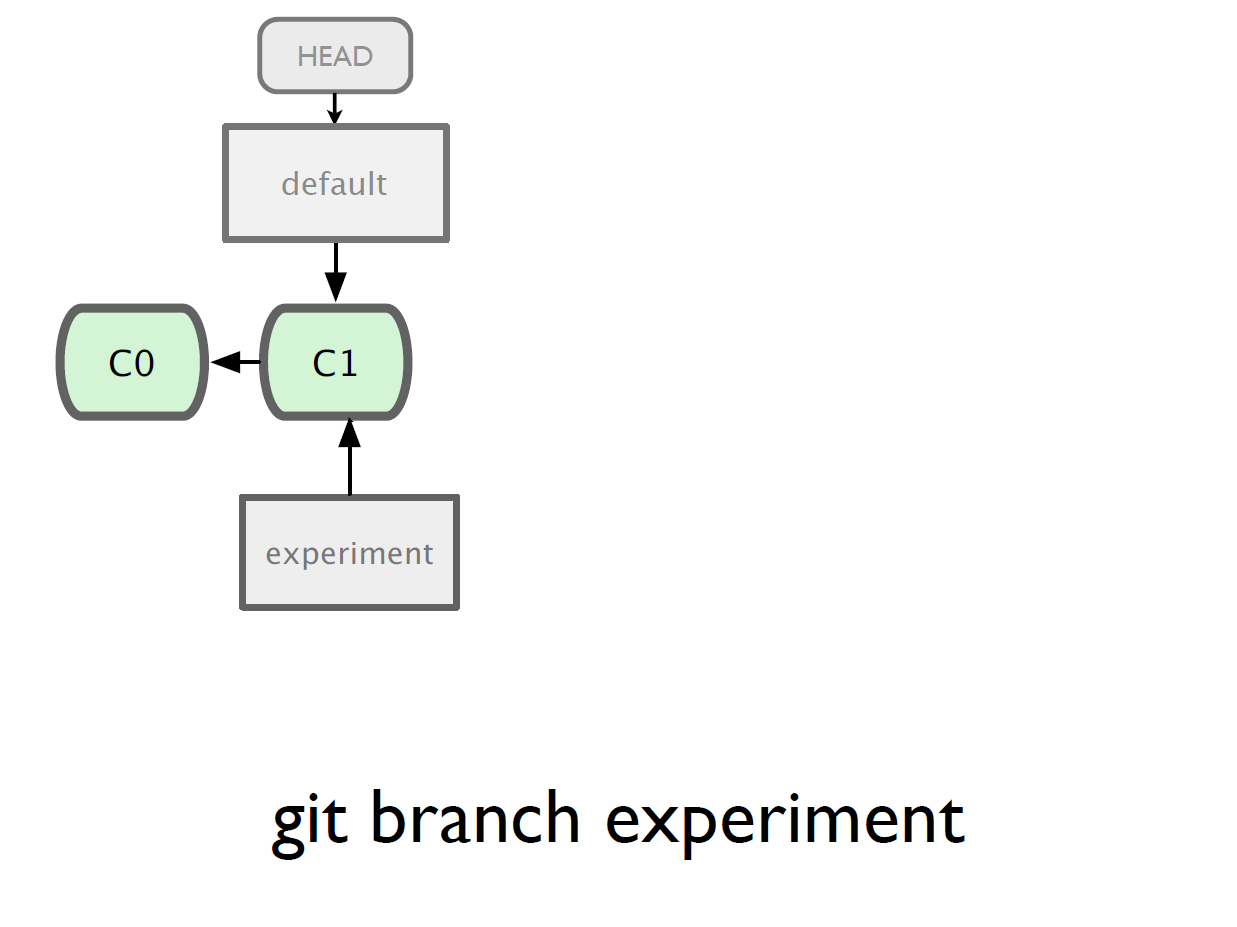 HEAD
default
C0
C1
experiment
git branch experiment